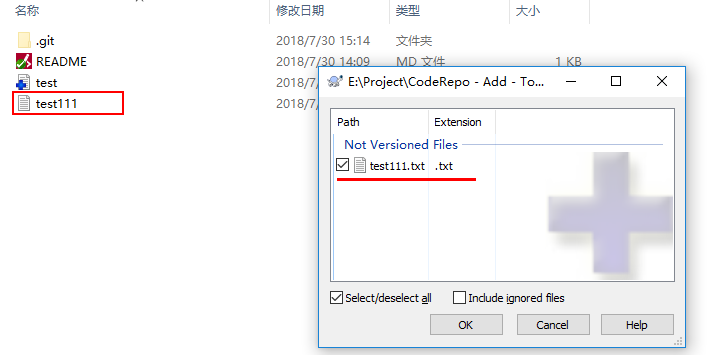 名称 修改日期 类型 大小
.git 2018/7/30 15:14 文件夹
README 2018/7/30 14:09 MD 文件 1 KB
test 2018/7
test111 2018/7
E:\Project\CodeRepo - Add - To...
Path Extension
Not Versioned Files
test111.txt .txt
Select/deselect all Include ignored files
OK Cancel Help